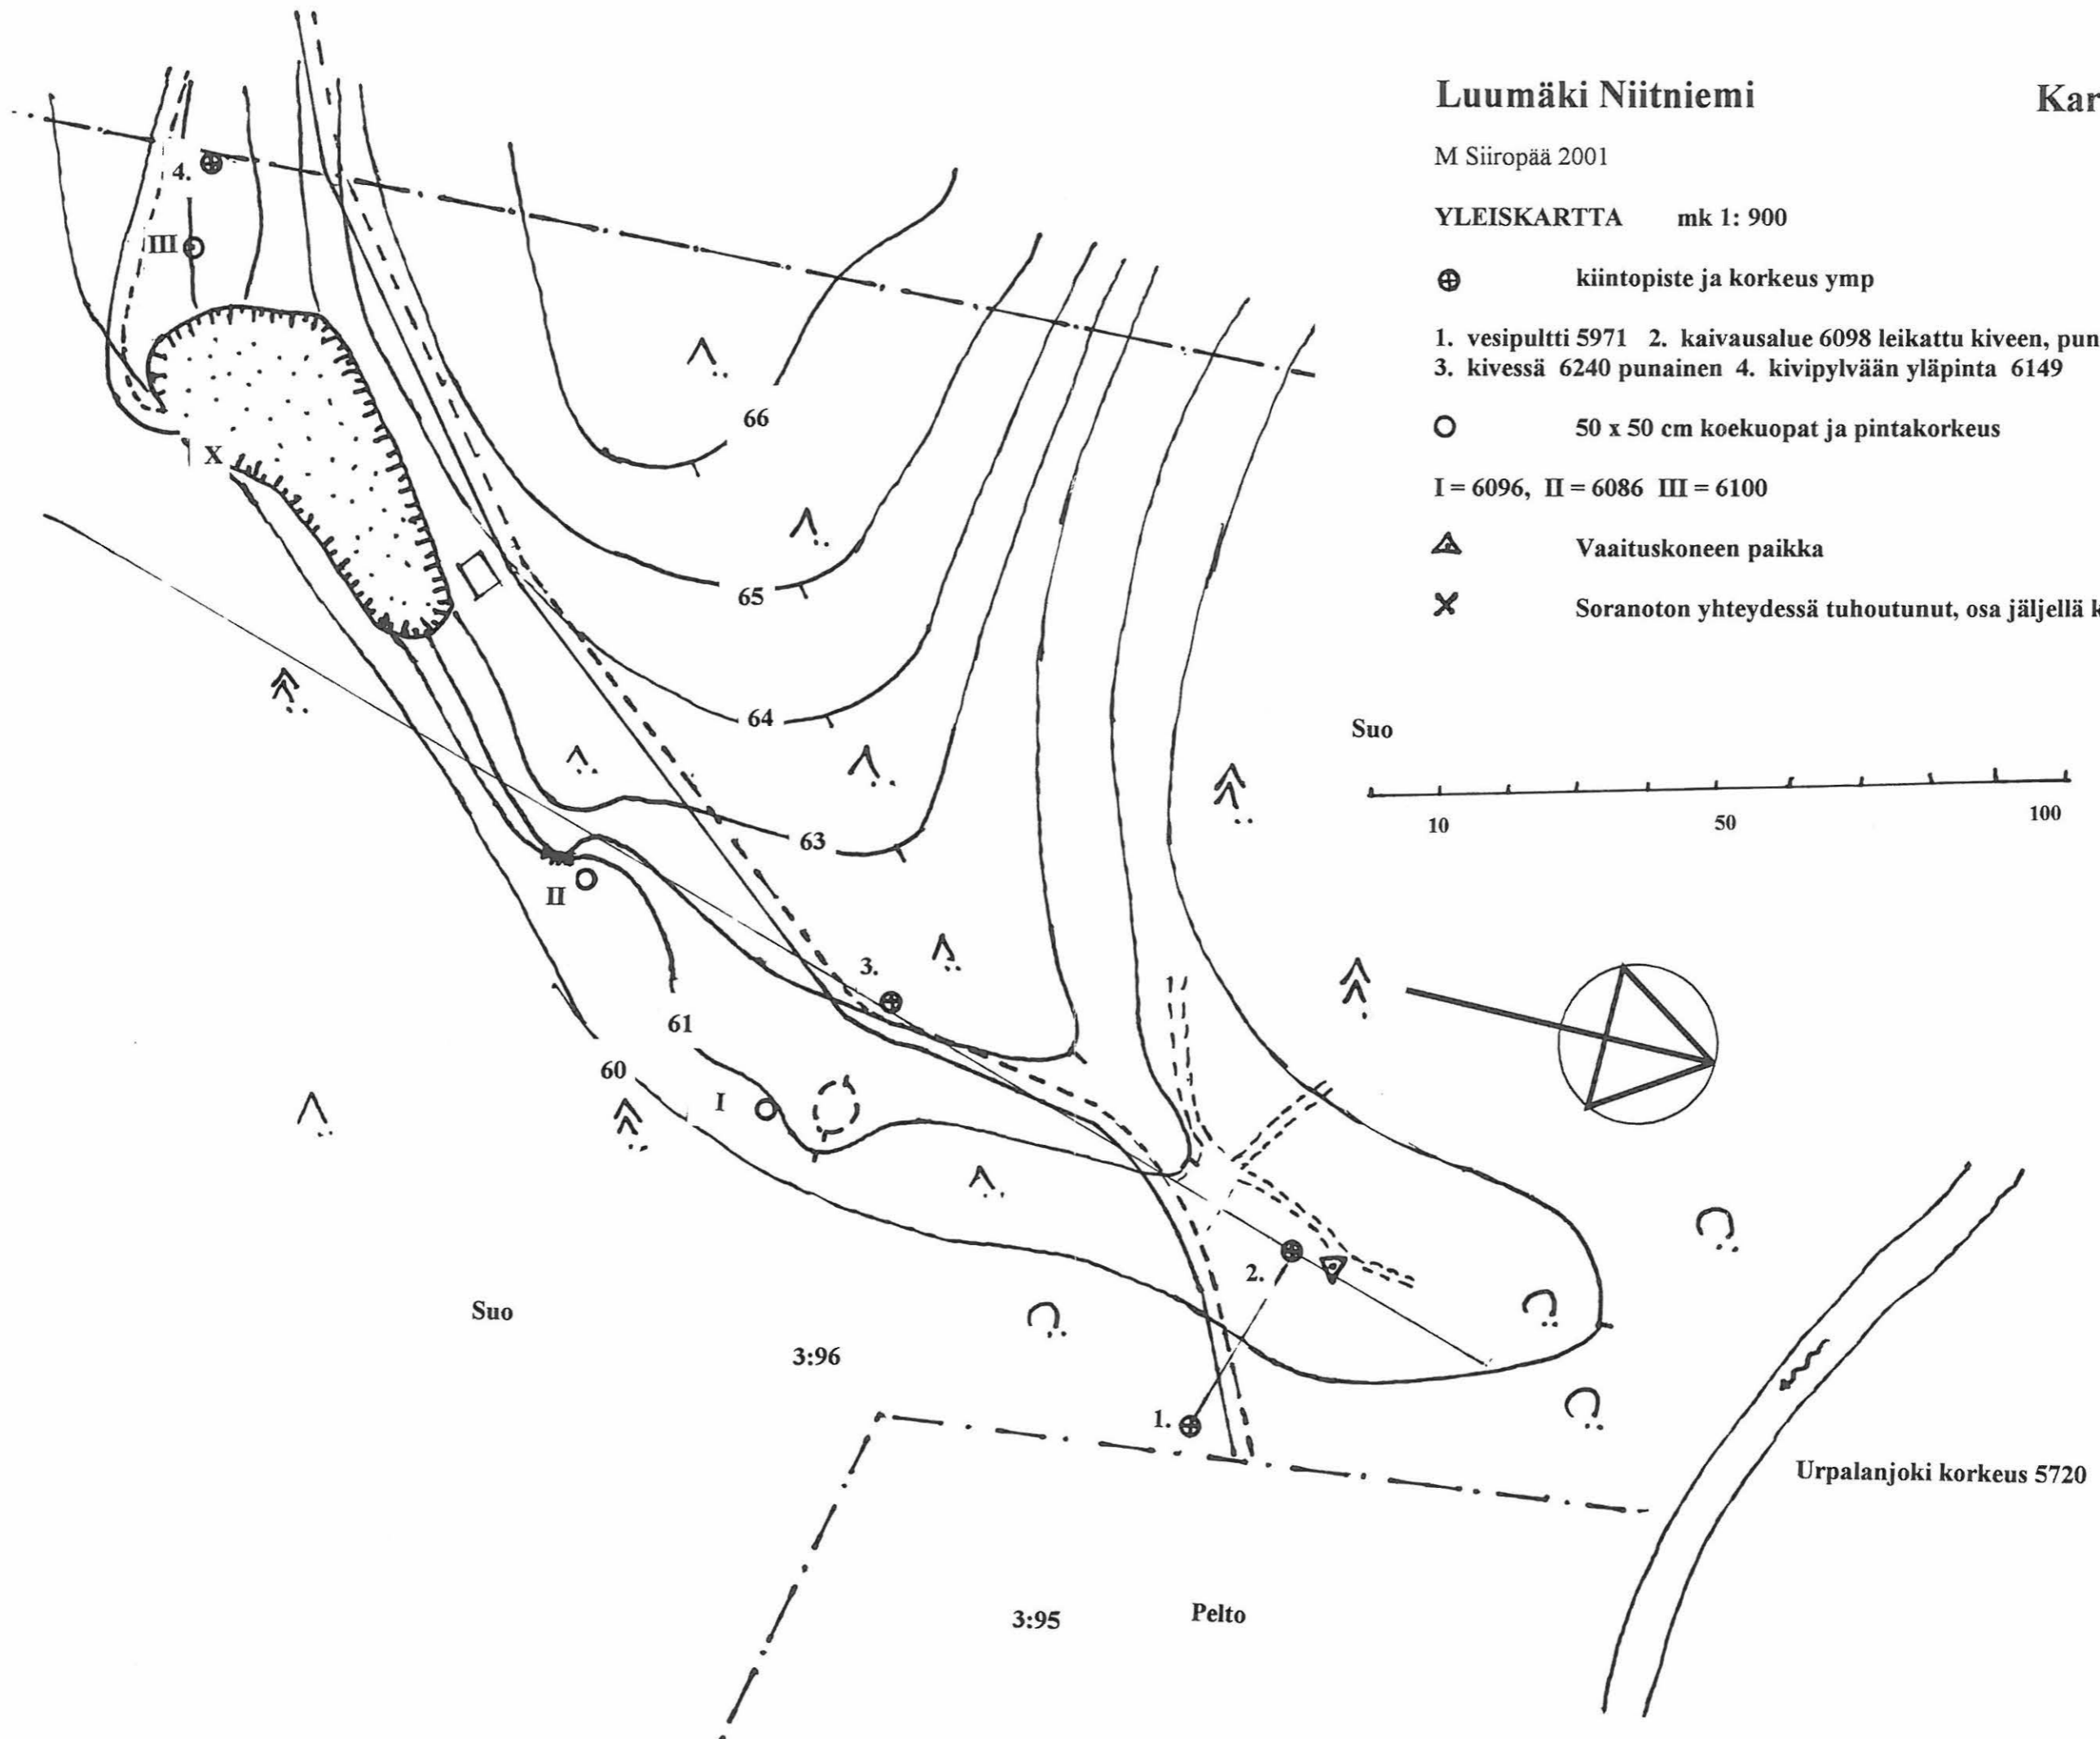 Luumäki Niitniemi
Kar
M Siiropää 2001
YLEISKARTTA mk 1: 900
kiintopiste ja korkeus ymp
1. vesipultti 5971 2. kaivausalue 6098 leikattu kiveen, pun
3. kivessä 6240 punainen 4. kivipylvään yläpinta 6149
50 x 50 cm koekuopat ja pintakorkeus
I = 6096, II = 6086 III = 6100
Vaaituskoneen paikka
X Soranoton yhteydessä tuhoutunut, osa jäljellä k
4.
III
X
66
65
64
63
Suo
10 50 100
II
3.
61
60
I
2.
Suo
3:96
1.
Urpalanjoki korkeus 5720
3:95
Pelto